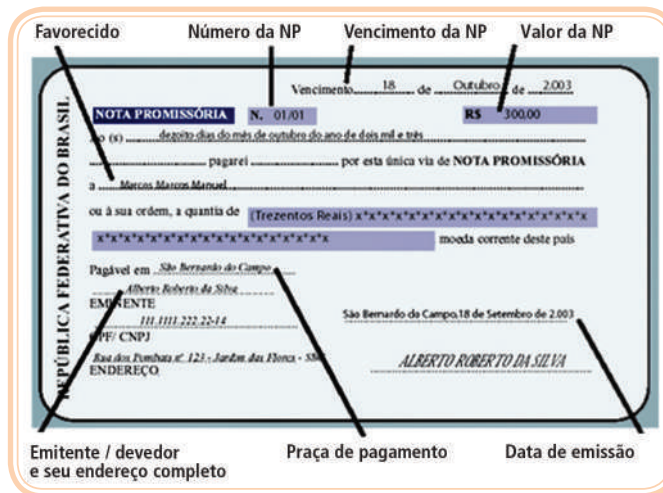 Favorecido Número da NP Vencimento da NP Valor da NP
Vencimento 18 de Outubro de 2.003
NOTA PROMISSÓRIA N. 01/01 R$ 300,00
o (s) dezoito dias do mês de outubro do ano de dois mil e três
pagarei por esta única via de NOTA PROMISSÓRIA
a Marcos Marcos Manuel
ou à sua ordem, a quantia de (Trezentos Reais) x*x*x*x*x*x*x*x*x*x*x*x*x*x*x*x*x*x
x*x*x*x*x*x*x*x*x*x*x*x*x*x*x*x*x*x moeda corrente deste país
Pagável em São Bernardo do Campo
Alberto Roberto da Silva
EMINENTE
111.1111.222.22-14
CPF/ CNPJ
São Bernardo do Campo,18 de Setembro de 2.003
Rua dos Pombais nº 123 - Jardim das Flores -
ENDEREÇO
ALBERTO ROBERTO DA SILVA
REPÚBLICA FEDERATIVA DO BRASIL
Emitente / devedor
e seu endereço completo
Praça de pagamento
Data de emissão